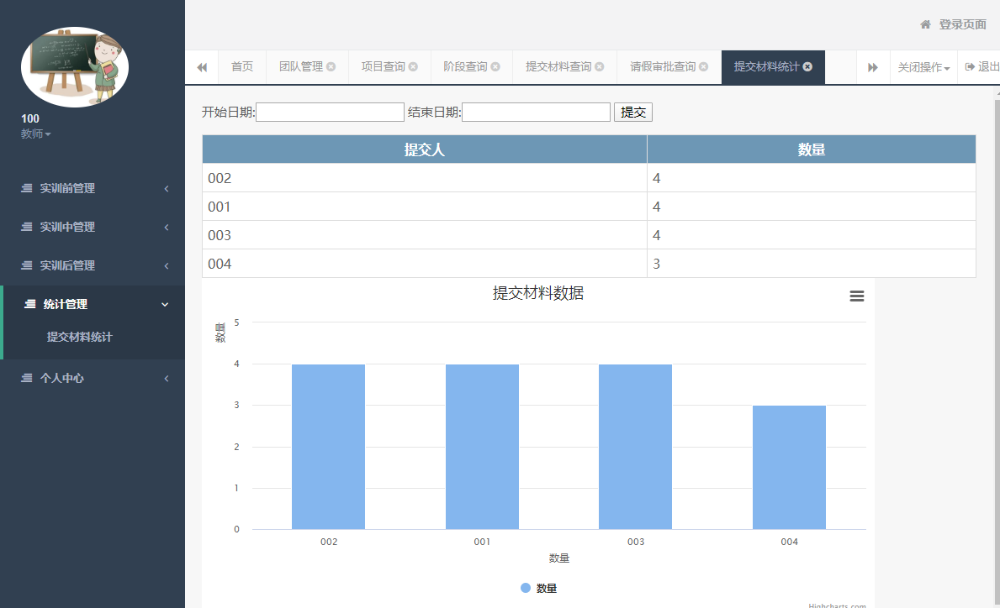 登录页面
首页 团队管理 项目查询 阶段查询 提交材料查询 请假审批查询 提交材料统计 关闭操作 退出
100
教师
实训前管理
实训中管理
实训后管理
统计管理
提交材料统计
个人中心
开始日期: 结束日期: 提交
提交人 数量
002 4
001 4
003 4
004 3
提交材料数据
数量
5
4
3
2
1
0
002 001 003 004
数量
数量
Highcharts.com